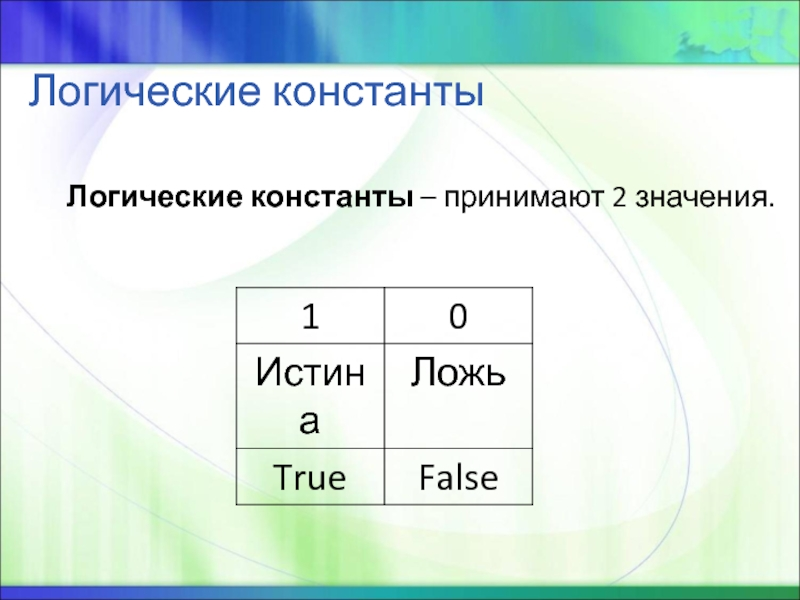 Логические константы
Логические константы – принимают 2 значения.
1 0
Истин Ложь
а
True False